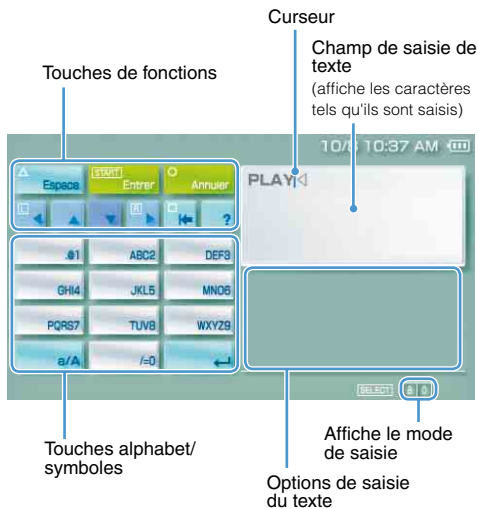 Curseur
Touches de fonctions
Champ de saisie de
texte
(affiche les caractères
tels qu'ils sont saisis)
10/8 10:37 AM
△ Espace START Entrer ○ Annuler
L R □ ?
PLAY
.@1 ABC2 DEF3
GHI4 JKL5 MNO6
PQRS7 TUV8 WXYZ9
a/A /=0
SELECT a 0
Touches alphabet/
symboles
Affiche le mode
de saisie
Options de saisie
du texte